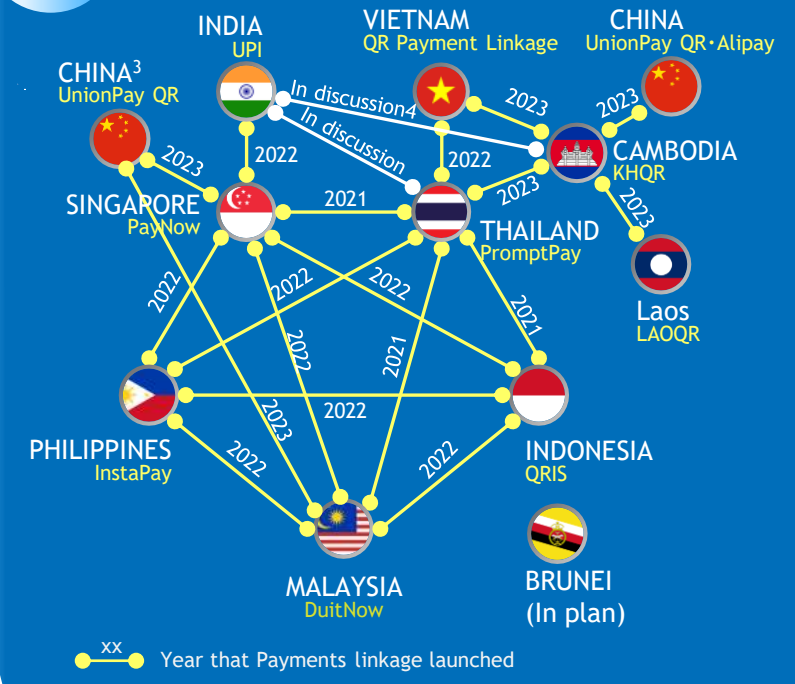 INDIA
UPI
VIETNAM
QR Payment Linkage
CHINA
UnionPay QR·Alipay
CHINA3
UnionPay QR
In discussion4
In discussion
2023
2023
2022
2022
2023
CAMBODIA
KHQR
2023
2023
SINGAPORE
PayNow
2021
THAILAND
PromptPay
Laos
LAOQR
2022
2022
2022
2021
2022
2021
2022
2023
PHILIPPINES
InstaPay
2022
2022
INDONESIA
QRIS
MALAYSIA
DuitNow
BRUNEI
(In plan)
xx
Year that Payments linkage launched